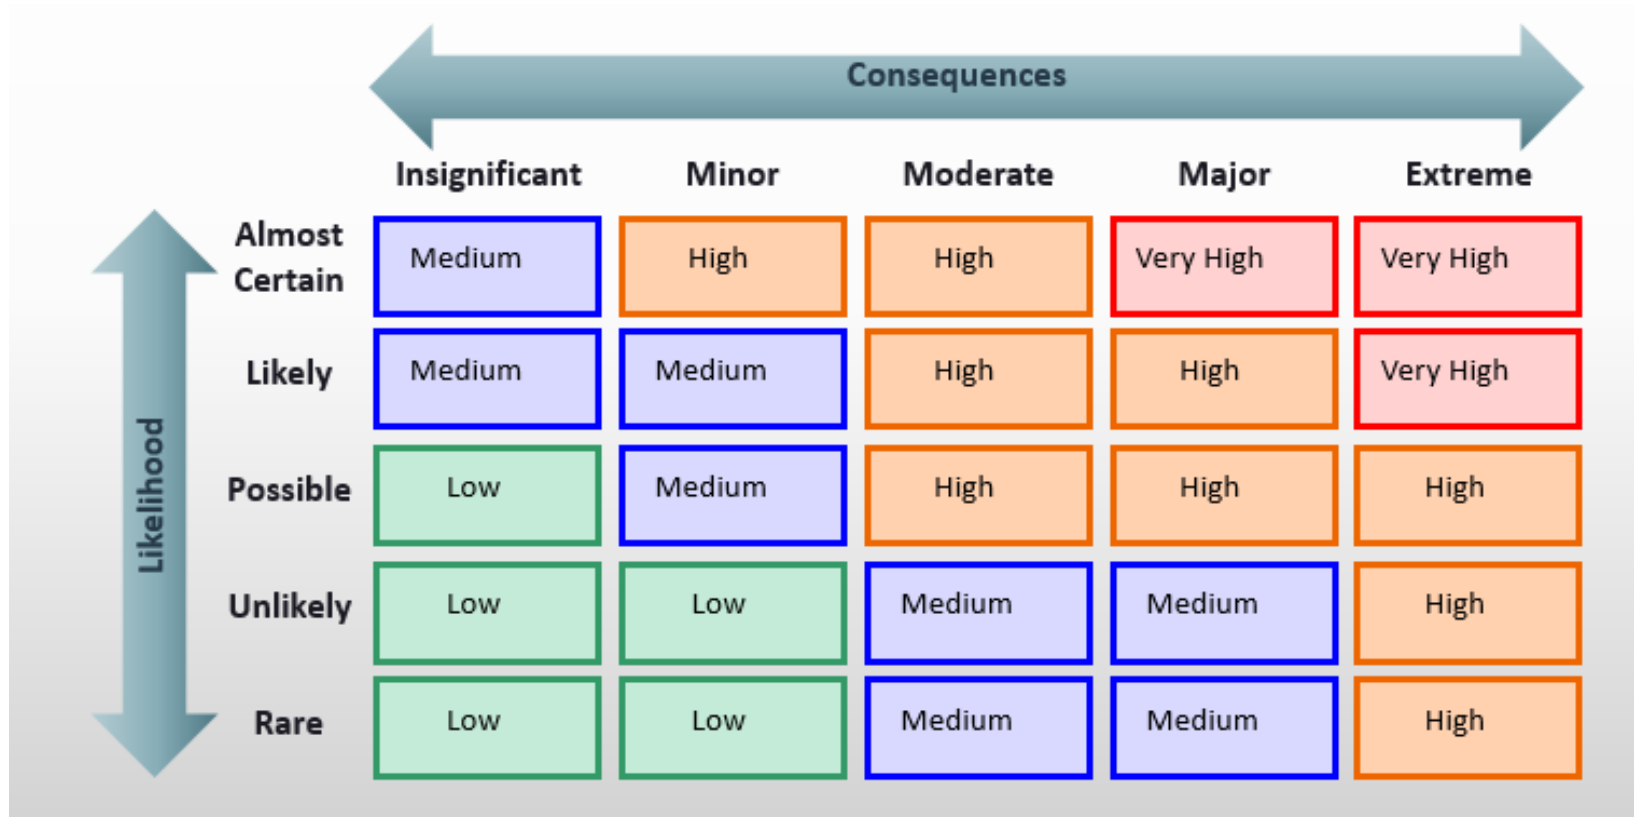 Consequences
Insignificant Minor Moderate Major Extreme
Almost
Certain
Medium High High Very High Very High
Likely Medium Medium High High Very High
Likelihood
Possible Low Medium High High High
Unlikely Low Low Medium Medium High
Rare Low Low Medium Medium High